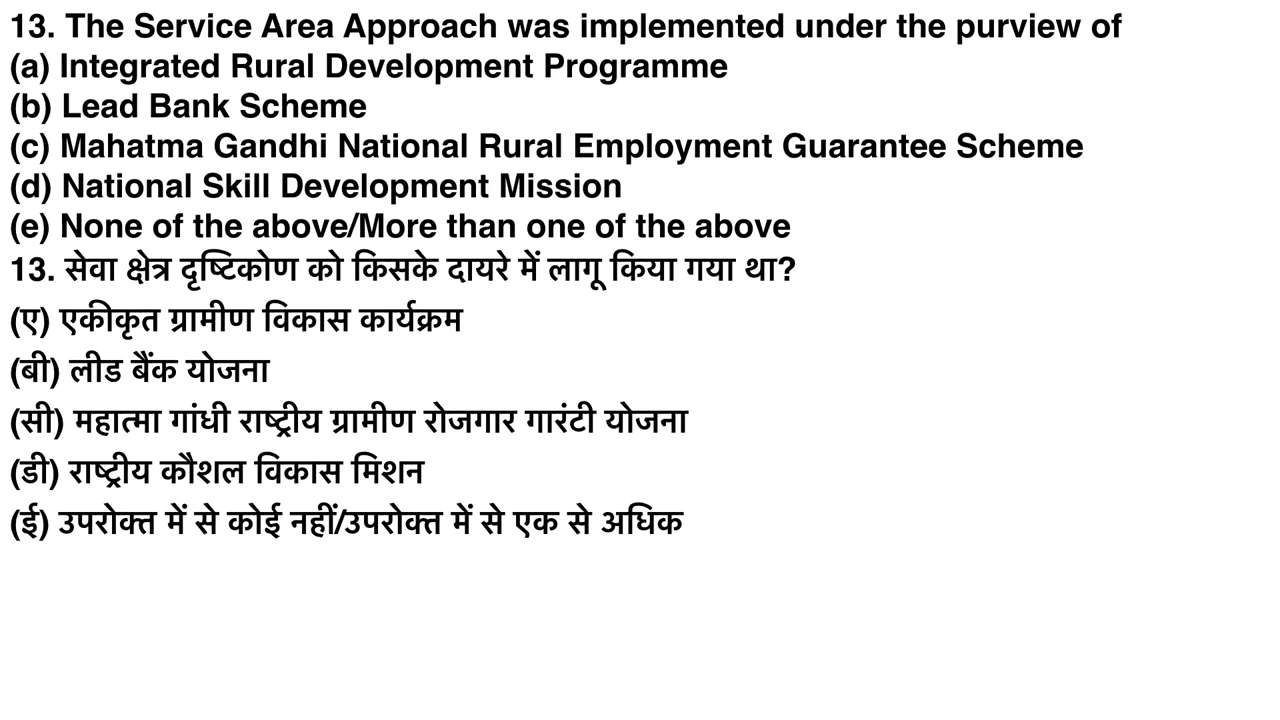 13. The Service Area Approach was implemented under the purview of
(a) Integrated Rural Development Programme
(b) Lead Bank Scheme
(c) Mahatma Gandhi National Rural Employment Guarantee Scheme
(d) National Skill Development Mission
(e) None of the above/More than one of the above
13. सेवा क्षेत्र दृष्टिकोण को किसके दायरे में लागू किया गया था?
(ए) एकीकृत ग्रामीण विकास कार्यक्रम
(बी) लीड बैंक योजना
(सी) महात्मा गांधी राष्ट्रीय ग्रामीण रोजगार गारंटी योजना
(डी) राष्ट्रीय कौशल विकास मिशन
(ई) उपरोक्त में से कोई नहीं/उपरोक्त में से एक से अधिक